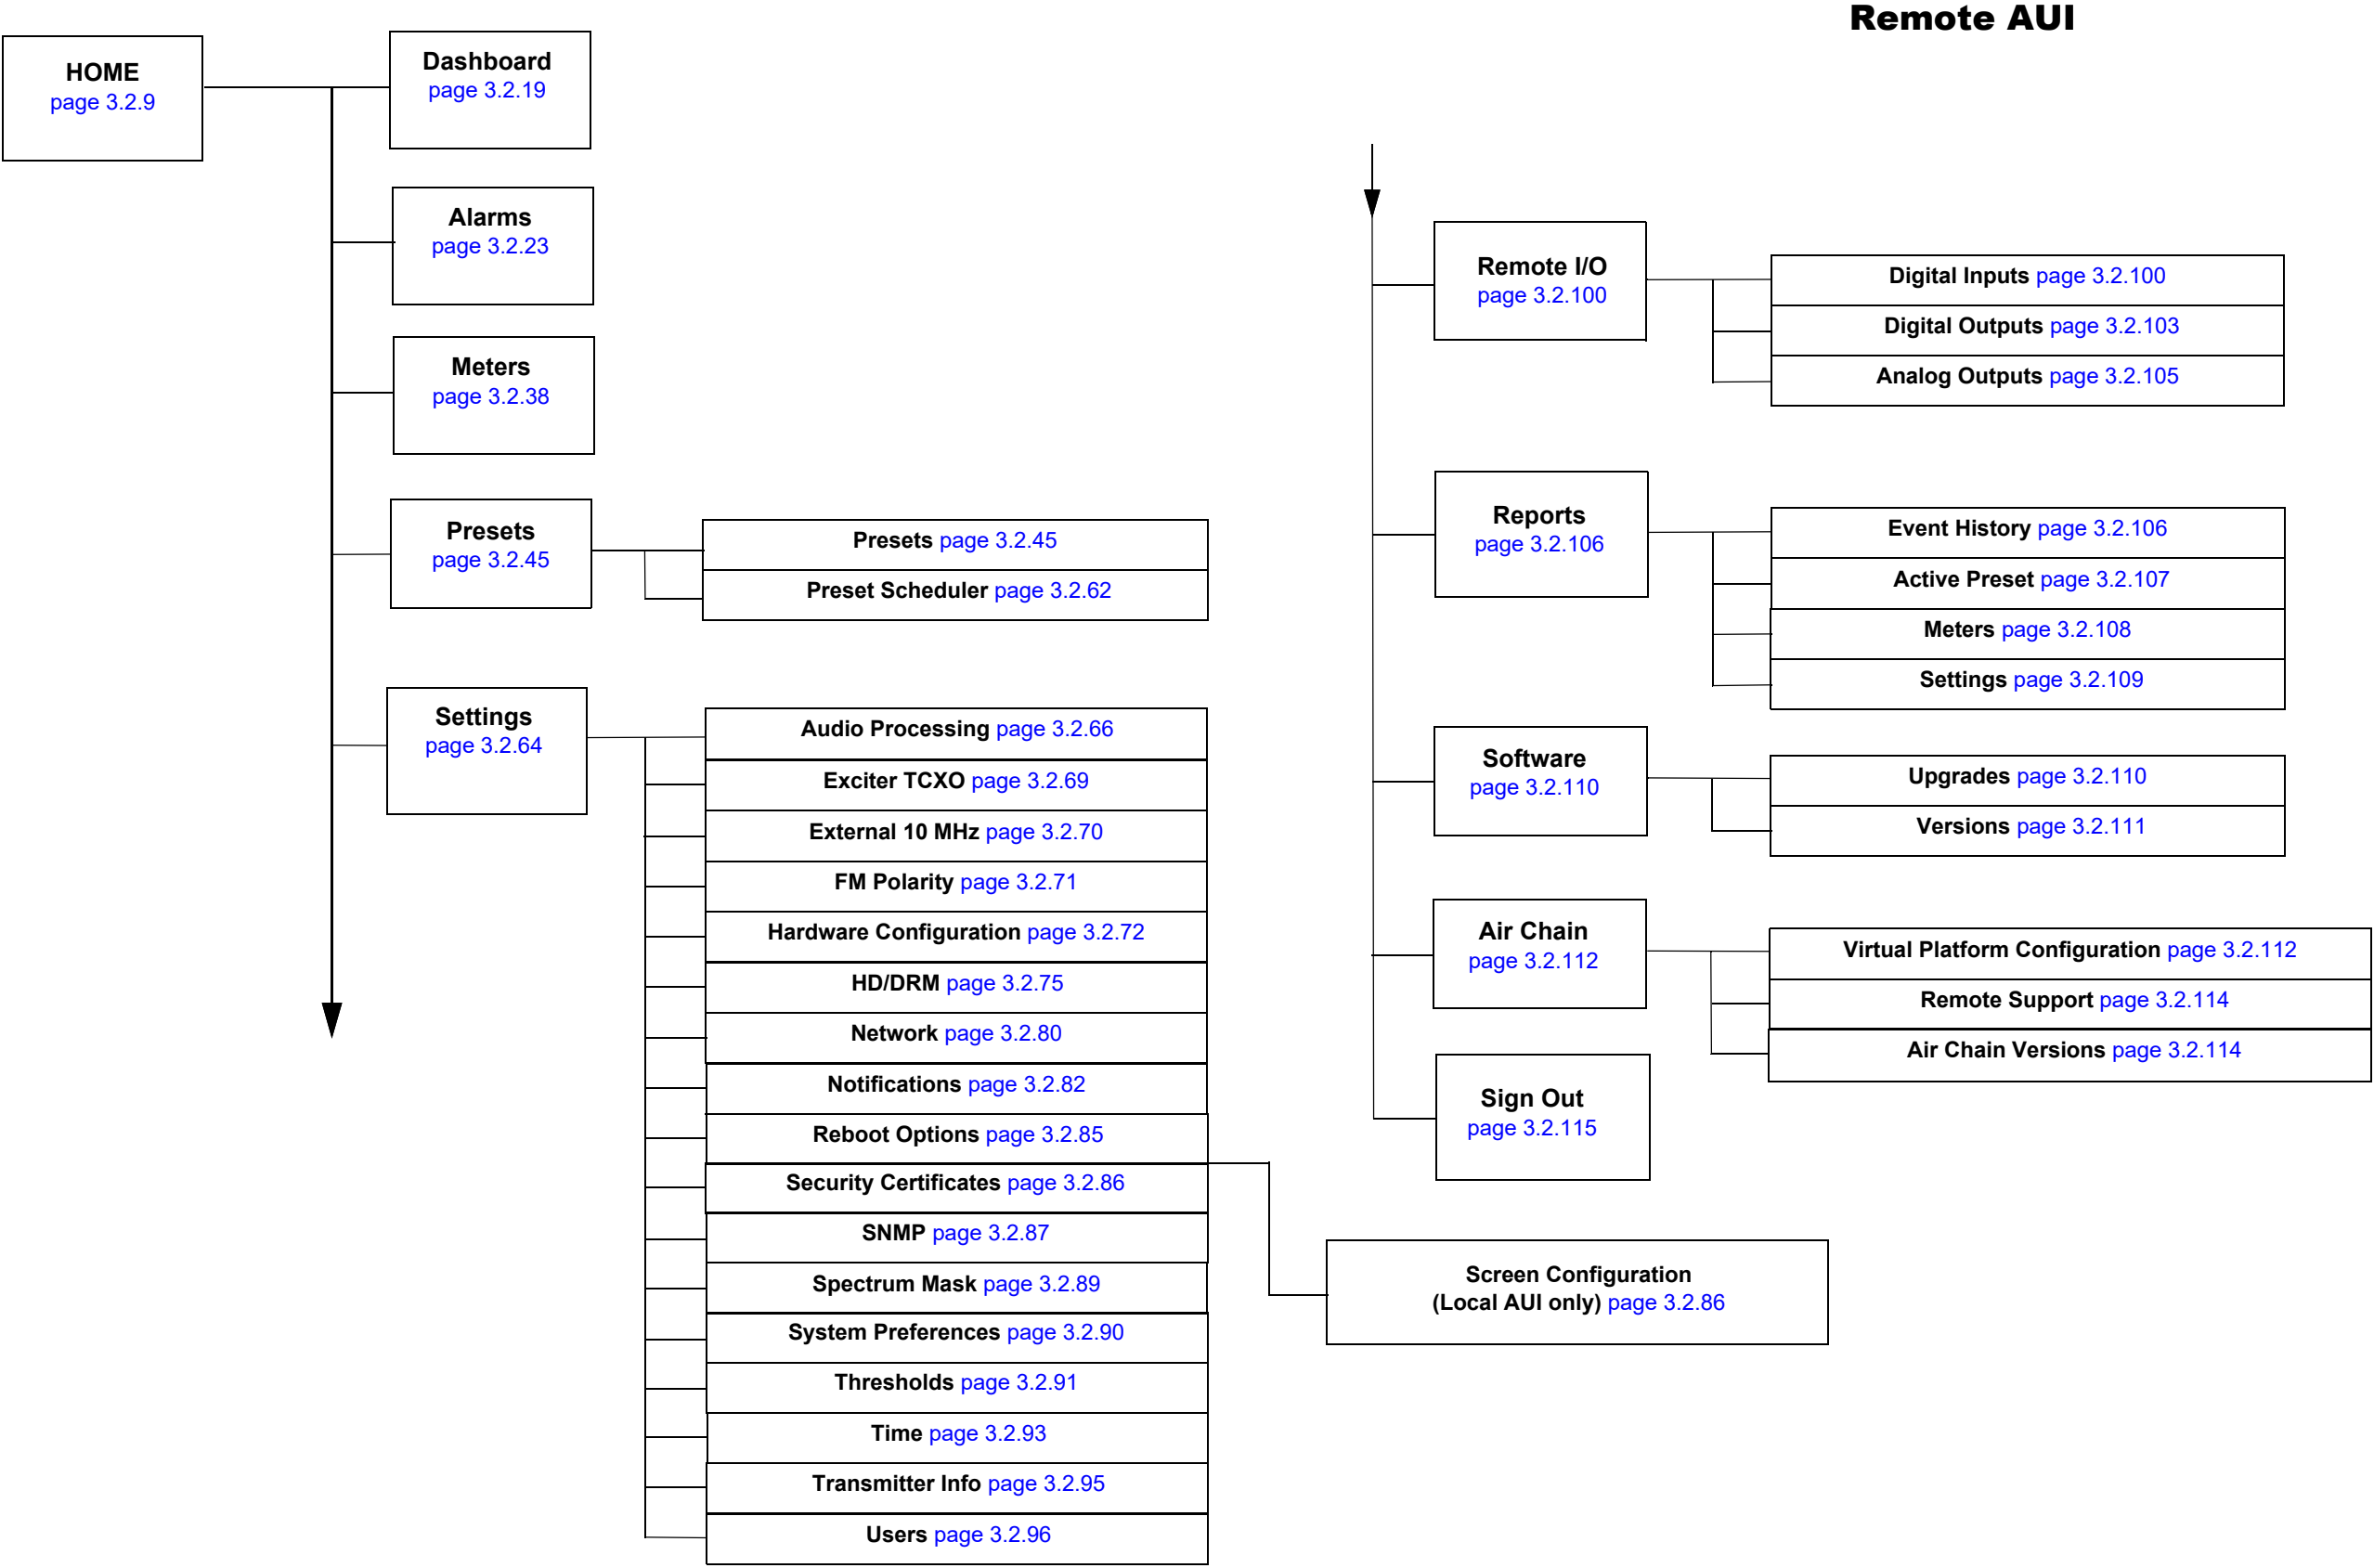 Remote AUI
HOME
page 3.2.9
Dashboard
page 3.2.19
Alarms
page 3.2.23
Meters
page 3.2.38
Presets
page 3.2.45
Presets page 3.2.45
Preset Scheduler page 3.2.62
Settings
page 3.2.64
Audio Processing page 3.2.66
Exciter TCXO page 3.2.69
External 10 MHz page 3.2.70
FM Polarity page 3.2.71
Hardware Configuration page 3.2.72
HD/DRM page 3.2.75
Network page 3.2.80
Notifications page 3.2.82
Reboot Options page 3.2.85
Security Certificates page 3.2.86
SNMP page 3.2.87
Spectrum Mask page 3.2.89
System Preferences page 3.2.90
Thresholds page 3.2.91
Time page 3.2.93
Transmitter Info page 3.2.95
Users page 3.2.96
Screen Configuration
(Local AUI only) page 3.2.86
Remote I/O
page 3.2.100
Digital Inputs page 3.2.100
Digital Outputs page 3.2.103
Analog Outputs page 3.2.105
Reports
page 3.2.106
Event History page 3.2.106
Active Preset page 3.2.107
Meters page 3.2.108
Settings page 3.2.109
Software
page 3.2.110
Upgrades page 3.2.110
Versions page 3.2.111
Air Chain
page 3.2.112
Virtual Platform Configuration page 3.2.112
Remote Support page 3.2.114
Air Chain Versions page 3.2.114
Sign Out
page 3.2.115